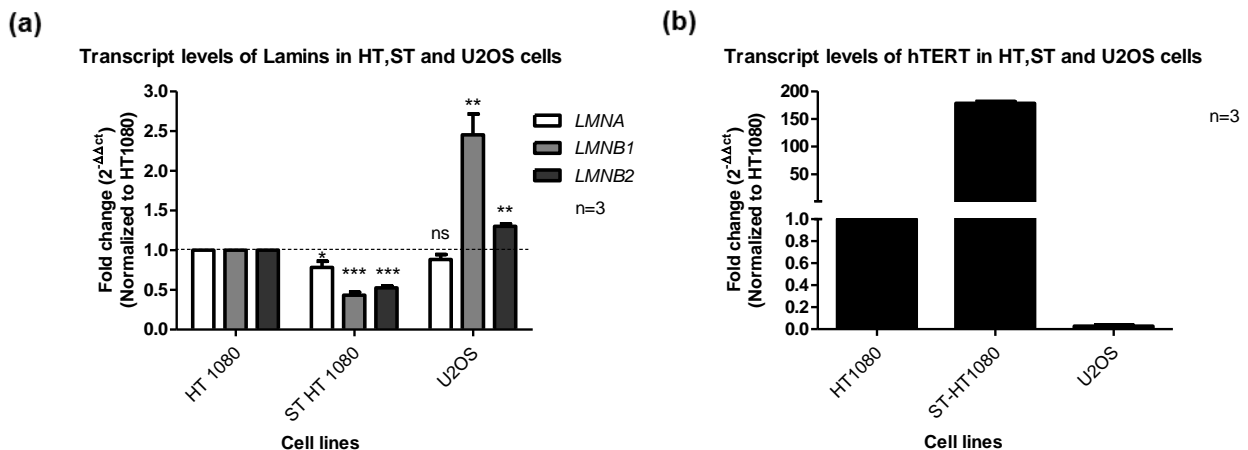 (a)
Transcript levels of Lamins in HT,ST and U2OS cells
Fold change (2-ΔΔct)
(Normalized to HT1080)
3.0
2.5
2.0
1.5
1.0
0.5
0.0
*
***
***
ns
**
**
LMNA
LMNB1
LMNB2
n=3
HT 1080
ST HT 1080
U2OS
Cell lines
(b)
Transcript levels of hTERT in HT,ST and U2OS cells
Fold change (2-ΔΔct)
(Normalized to HT1080)
200
150
100
50
1.0
0.8
0.6
0.4
0.2
0.0
n=3
HT1080
ST-HT1080
U2OS
Cell lines